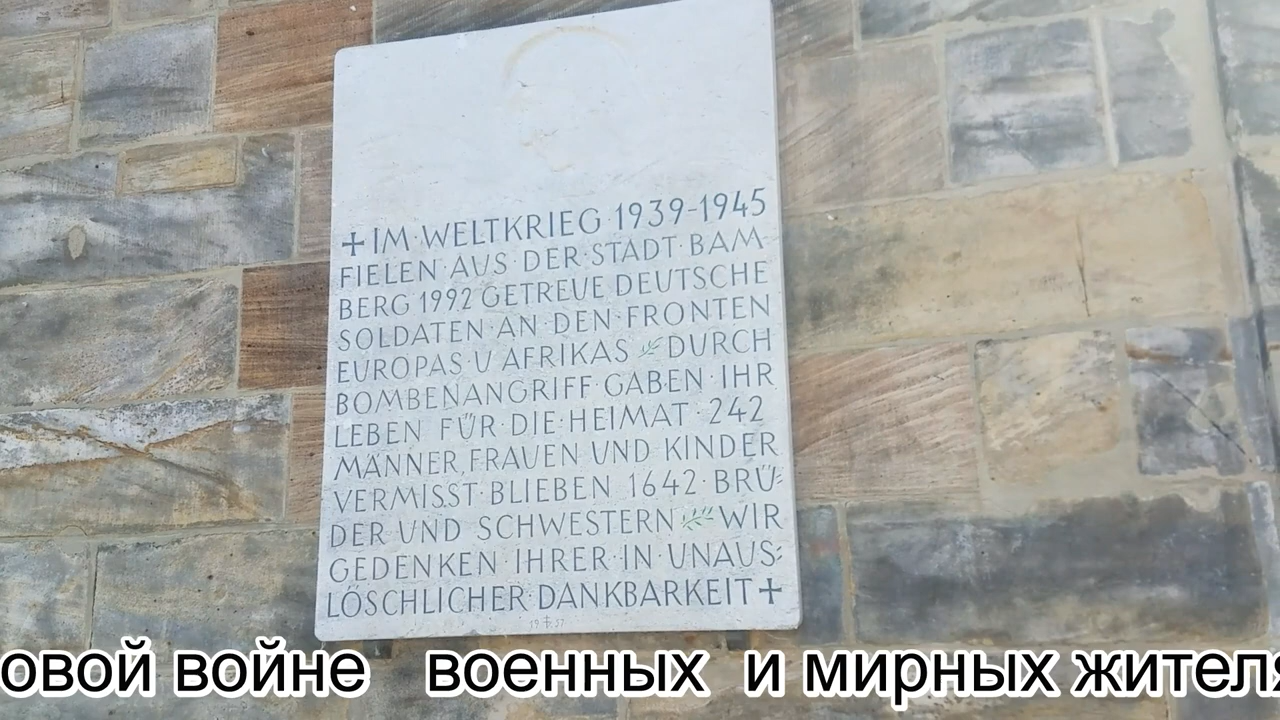 + IM·WELTKRIEG 1939-1945
FIELEN·AUS DER·STADT·BAM-
BERG 1992 GETREUE DEUTSCHE
SOLDATEN·AN·DEN·FRONTEN
EUROPAS U AFRIKAS DURCH
BOMBENANGRIFF GABEN·IHR
LEBEN FÜR·DIE·HEIMAT·242
MÄNNER, FRAUEN UND KINDER
VERMISST·BLIEBEN 1642·BRÜ-
DER·UND SCHWESTERN WIR
GEDENKEN·IHRER·IN UNAUS-
LÖSCHLICHER·DANKBARKEIT +
19 + 57
овой войне военных и мирных жителя